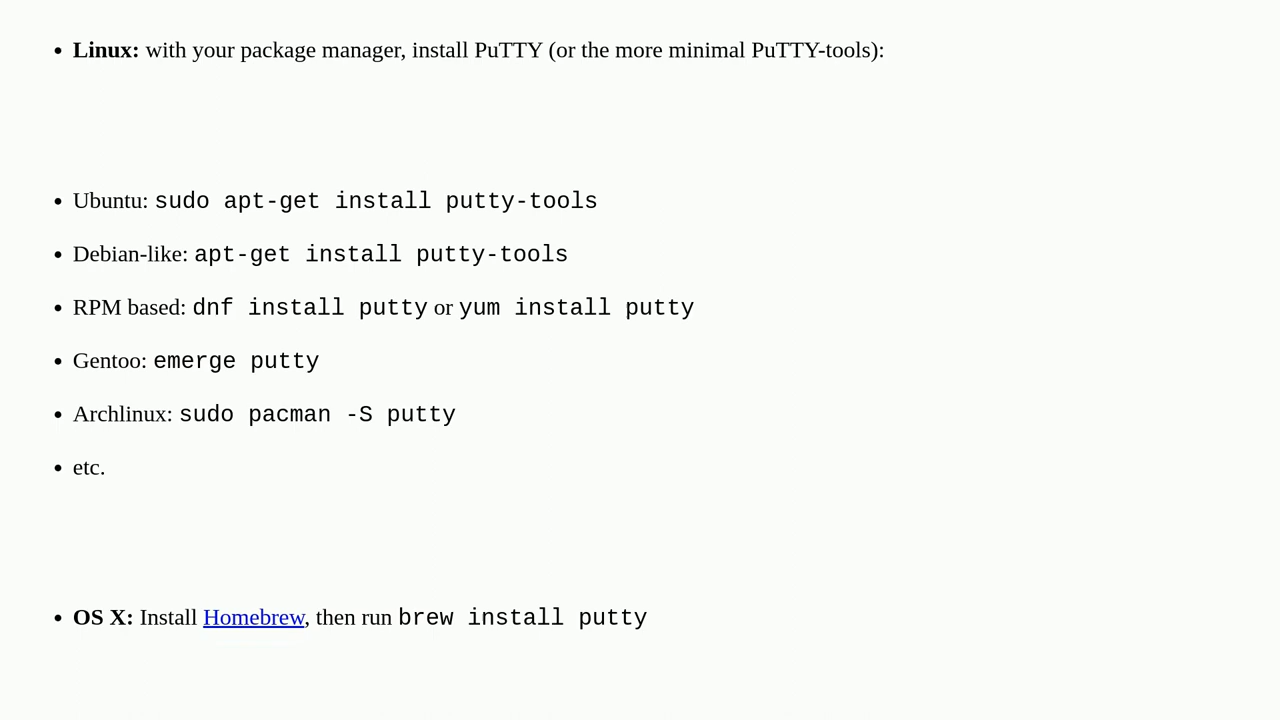 • Linux: with your package manager, install PuTTY (or the more minimal PuTTY-tools):
• Ubuntu: sudo apt-get install putty-tools
• Debian-like: apt-get install putty-tools
• RPM based: dnf install putty or yum install putty
• Gentoo: emerge putty
• Archlinux: sudo pacman -S putty
• etc.
• OS X: Install Homebrew, then run brew install putty